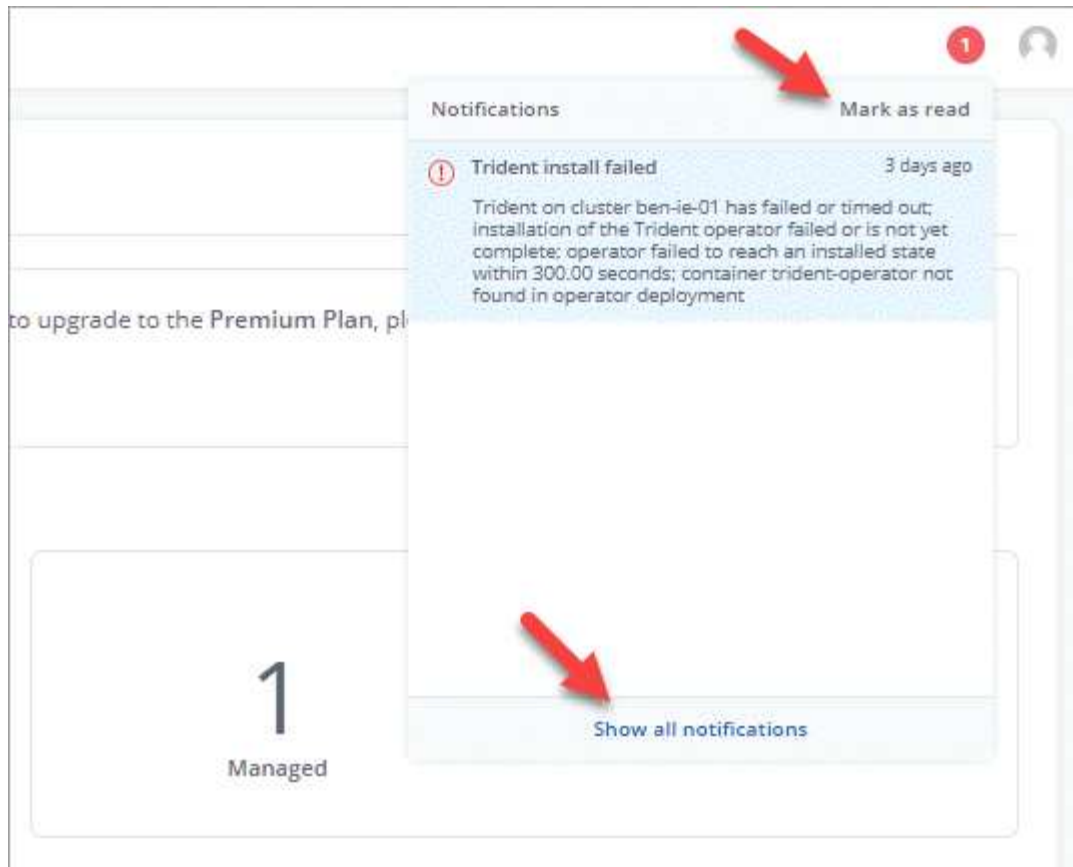 1
Notifications
Mark as read
Trident install failed
3 days ago
Trident on cluster ben-ie-01 has failed or timed out;
installation of the Trident operator failed or is not yet
complete; operator failed to reach an installed state
within 300.00 seconds; container trident-operator not
found in operator deployment
to upgrade to the Premium Plan, pl
1
Managed
Show all notifications